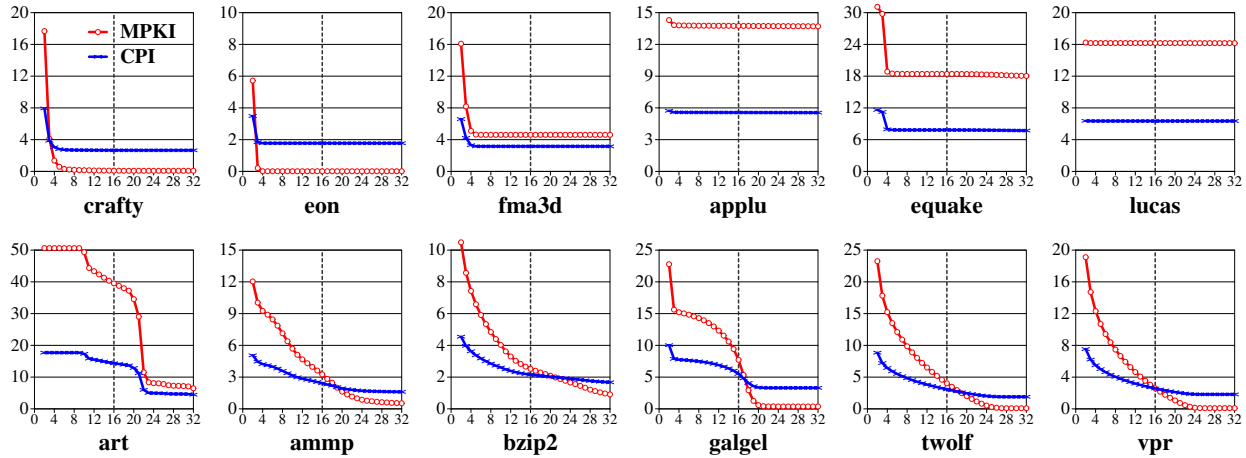 20 10 20 15 30 20
16 8 16 12 24 16
12 6 12 9 18 12
8 4 8 6 12 8
4 2 4 3 6 4
0 0 0 0 0 0
MPKI
CPI
0 4 8 12 16 20 24 28 32 0 4 8 12 16 20 24 28 32 0 4 8 12 16 20 24 28 32 0 4 8 12 16 20 24 28 32 0 4 8 12 16 20 24 28 32 0 4 8 12 16 20 24 28 32
crafty eon fma3d applu equake lucas
50 15 10 25 25 20
40 12 8 20 20 16
30 9 6 15 15 12
20 6 4 10 10 8
10 3 2 5 5 4
0 0 0 0 0 0
0 4 8 12 16 20 24 28 32 0 4 8 12 16 20 24 28 32 0 4 8 12 16 20 24 28 32 0 4 8 12 16 20 24 28 32 0 4 8 12 16 20 24 28 32 0 4 8 12 16 20 24 28 32
art ammp bzip2 galgel twolf vpr